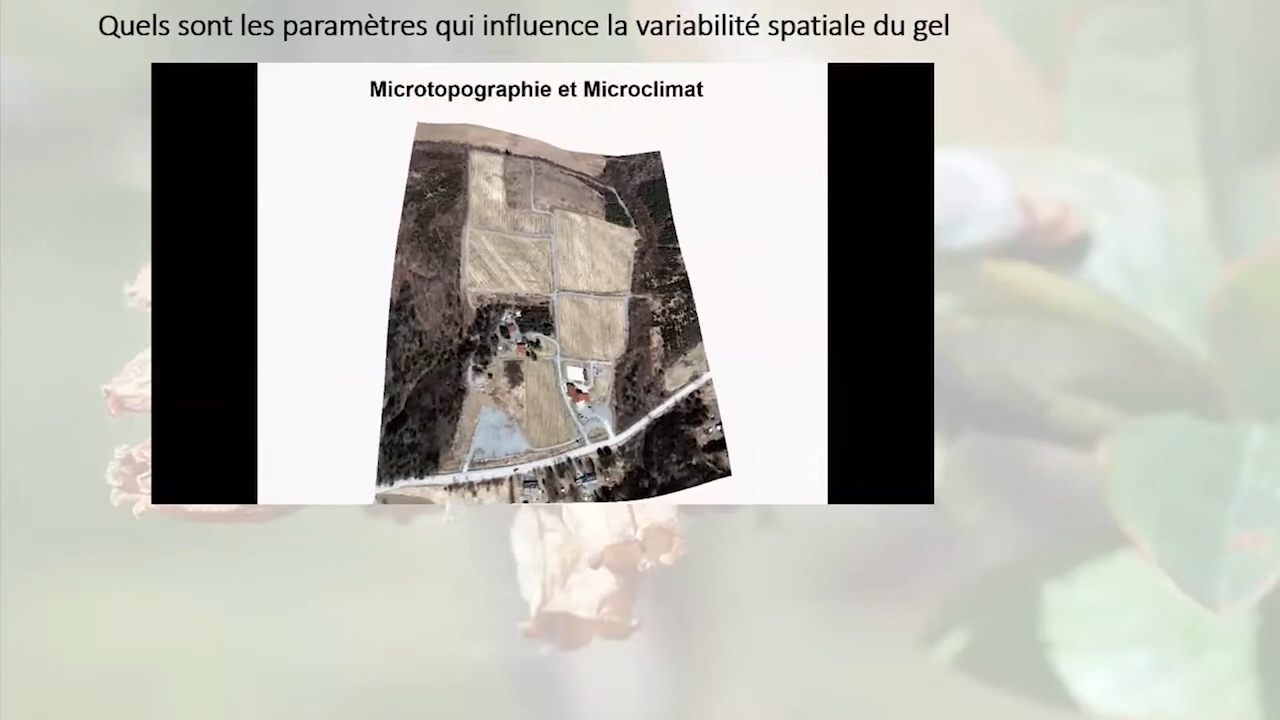 Quels sont les paramètres qui influence la variabilité spatiale du gel
Microtopographie et Microclimat